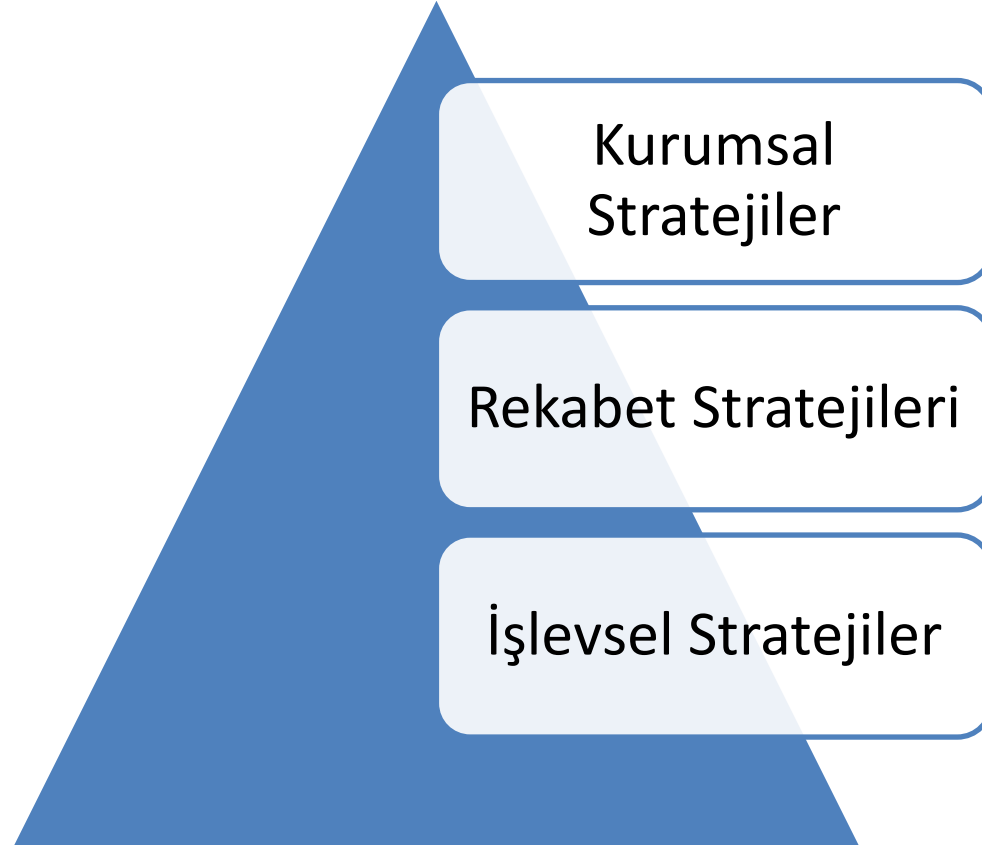 Kurumsal
Stratejiler
Rekabet Stratejileri
İşlevsel Stratejiler